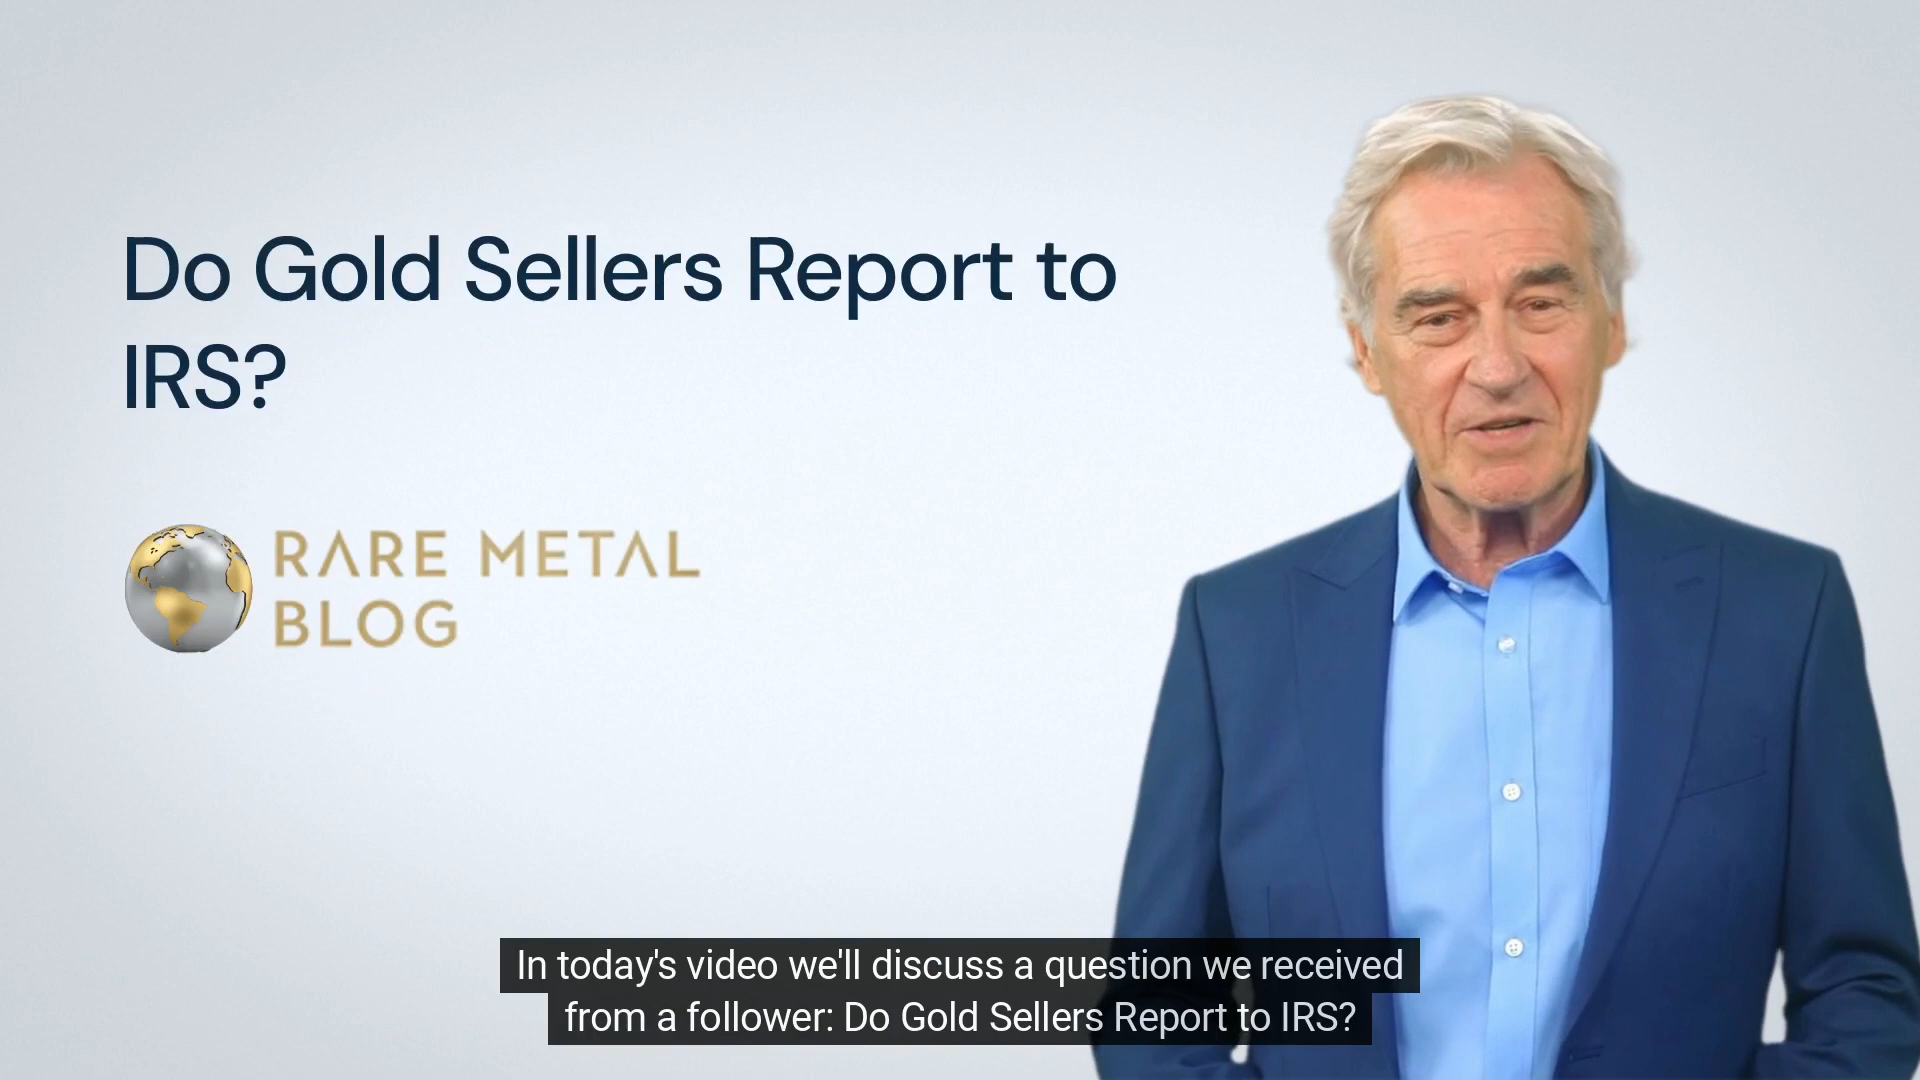 Do Gold Sellers Report to
IRS?
RARE METAL
BLOG
In today's video we'll discuss a question we received
from a follower: Do Gold Sellers Report to IRS?